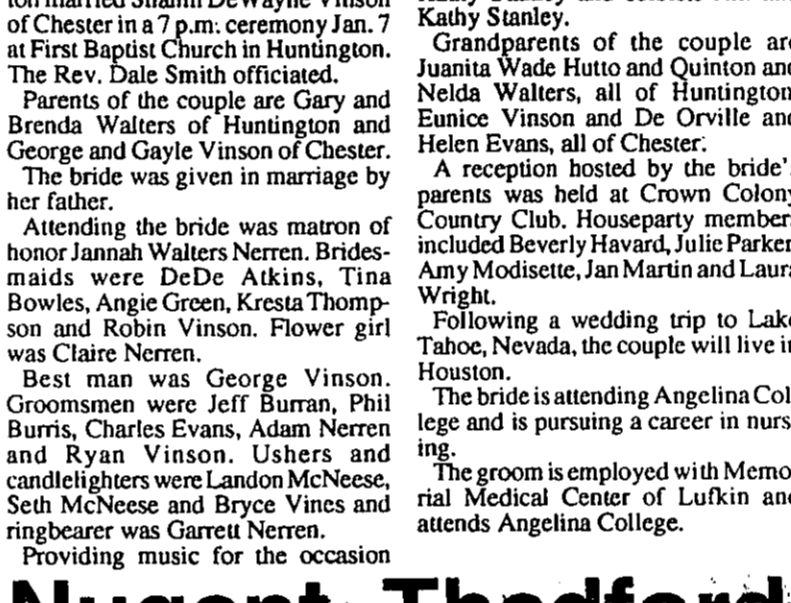 ton married Shann DeWayne Vinson
of Chester in a 7 p.m. ceremony Jan. 7
at First Baptist Church in Huntington.
The Rev. Dale Smith officiated.
Parents of the couple are Gary and
Brenda Walters of Huntington and
George and Gayle Vinson of Chester.
The bride was given in marriage by
her father.
Attending the bride was matron of
honor Jannah Walters Nerren. Brides-
maids were DeDe Atkins, Tina
Bowles, Angie Green, Kresta Thomp-
son and Robin Vinson. Flower girl
was Claire Nerren.
Best man was George Vinson.
Groomsmen were Jeff Burran, Phil
Burris, Charles Evans, Adam Nerren
and Ryan Vinson. Ushers and
candlelighters were Landon McNeese,
Seth McNeese and Bryce Vines and
ringbearer was Garrett Nerren.
Providing music for the occasion
Kathy Stanley.
Grandparents of the couple are
Juanita Wade Hutto and Quinton and
Nelda Walters, all of Huntington
Eunice Vinson and De Orville and
Helen Evans, all of Chester.
A reception hosted by the bride'
parents was held at Crown Colony
Country Club. Houseparty member
included Beverly Havard, Julie Parker
Amy Modisette, Jan Martin and Laura
Wright.
Following a wedding trip to Lake
Tahoe, Nevada, the couple will live in
Houston.
The bride is attending Angelina Col
lege and is pursuing a career in nurs
ing.
The groom is employed with Memo
rial Medical Center of Lufkin and
attends Angelina College.
Nugent Thedford